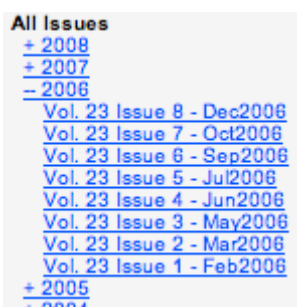 All Issues
+ 2008
+ 2007
-- 2006
Vol. 23 Issue 8 - Dec2006
Vol. 23 Issue 7 - Oct2006
Vol. 23 Issue 6 - Sep2006
Vol. 23 Issue 5 - Jul2006
Vol. 23 Issue 4 - Jun2006
Vol. 23 Issue 3 - May2006
Vol. 23 Issue 2 - Mar2006
Vol. 23 Issue 1 - Feb2006
+ 2005